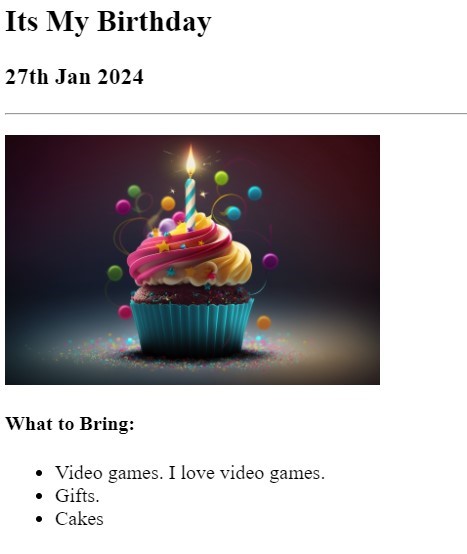 Its My Birthday
27th Jan 2024
What to Bring:
Video games. I love video games.
Gifts.
Cakes